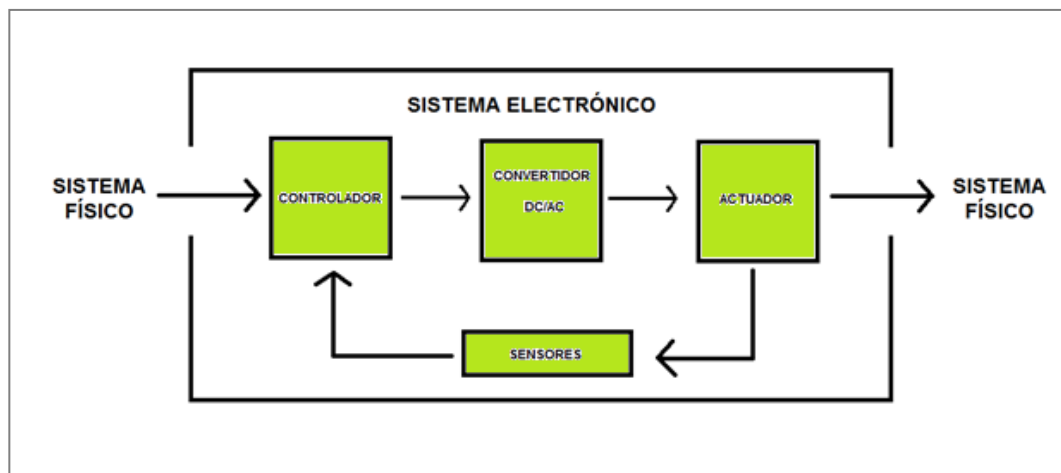 SISTEMA ELECTRÓNICO
SISTEMA
FÍSICO
CONTROLADOR
CONVERTIDOR
DC/AC
ACTUADOR
SISTEMA
FÍSICO
SENSORES